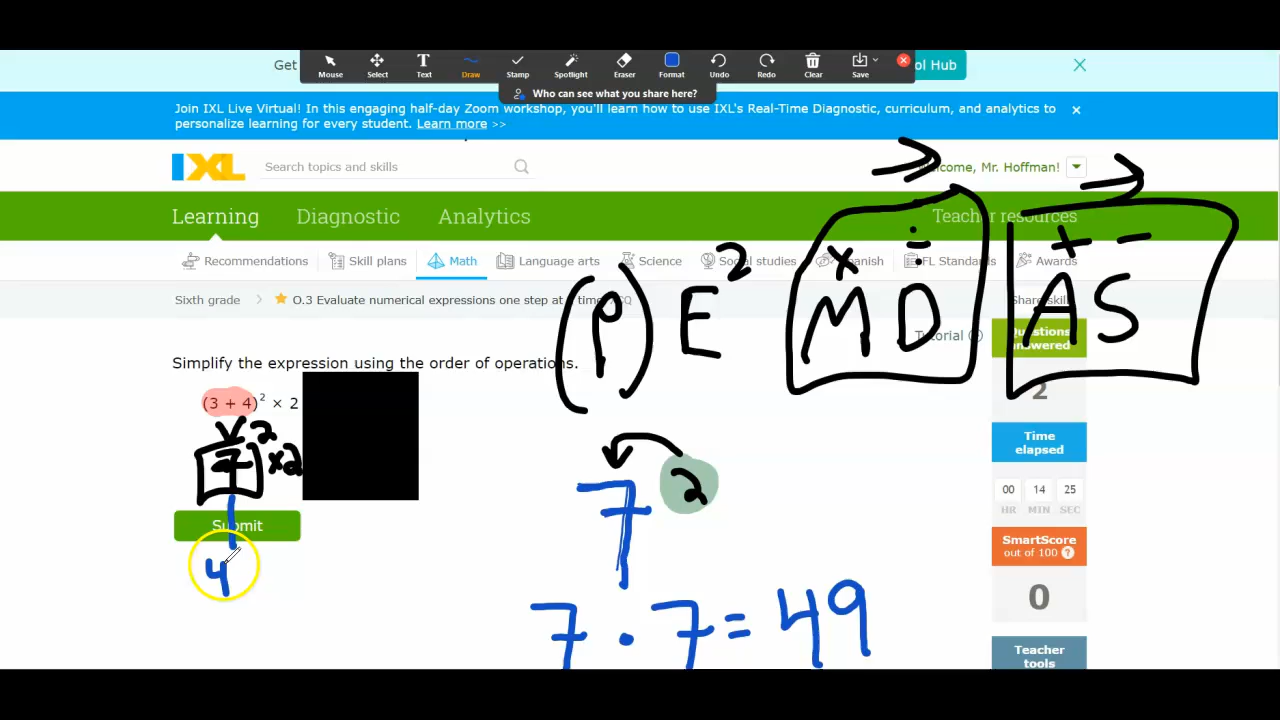 Get
ol Hub
Mouse Select Text Draw Stamp Spotlight Eraser Format Undo Redo Clear Save
Who can see what you share here?
Join IXL Live Virtual! In this engaging half-day Zoom workshop, you'll learn how to use IXL's Real-Time Diagnostic, curriculum, and analytics to
personalize learning for every student. Learn more >>
IXL
Search topics and skills
elcome, Mr. Hoffman!
Learning Diagnostic Analytics Teacher resources
Recommendations Skill plans Math Language arts Science Social studies Spanish FL Standards Awards
Sixth grade > O.3 Evaluate numerical expressions one step at a time ZCQ
Share skill
Tutorial
× ÷ + −
(P) E² M D A S
Simplify the expression using the order of operations.
(3 + 4)² × 2
7² ×2
Submit
4
7²
7 · 7 = 49
Questions
answered
2
Time
elapsed
00 14 25
HR MIN SEC
SmartScore
out of 100 ?
0
Teacher
tools